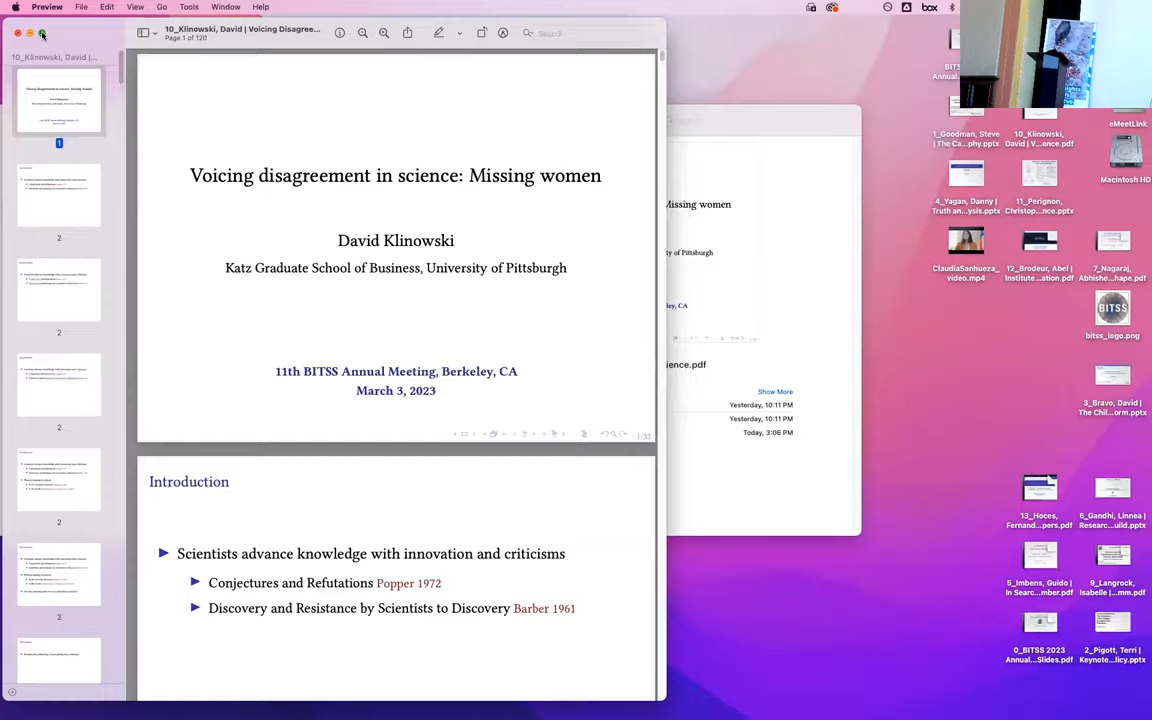 Preview File Edit View Go Tools Window Help
box
10_Klinowski, David | Voicing Disagree...
Page 1 of 120
Search
10_Klinowski, David |...
1
2
2
2
2
2
Voicing disagreement in science: Missing women
David Klinowski
Katz Graduate School of Business, University of Pittsburgh
11th BITSS Annual Meeting, Berkeley, CA
March 3, 2023
1/33
Introduction
Scientists advance knowledge with innovation and criticisms
Conjectures and Refutations Popper 1972
Discovery and Resistance by Scientists to Discovery Barber 1961
Missing women
ty of Pittsburgh
ley, CA
ience.pdf
Show More
Yesterday, 10:11 PM
Yesterday, 10:11 PM
Today, 3:06 PM
BITS
Annual...
eMeetLink
1_Goodman, Steve
| The Ca...phy.pptx
10_Klinowski,
David | V...ence.pdf
Macintosh HD
4_Yagan, Danny |
Truth an...ysis.pptx
11_Perignon,
Christop...nce.pptx
ClaudiaSanhueza_
video.mp4
12_Brodeur, Abel |
Institute...ation.pdf
7_Nagaraj,
Abhishe...hape.pdf
BITSS
bitss_logo.png
3_Bravo, David |
The Chil...orm.pptx
13_Hoces,
Fernand...pers.pdf
6_Gandhi, Linnea |
Researc...uild.pptx
5_Imbens, Guido |
In Searc...mber.pdf
9_Langrock,
Isabelle |...mm.pdf
0_BITSS 2023
Annual...Slides.pdf
2_Pigott, Terri |
Keynote...licy.pptx